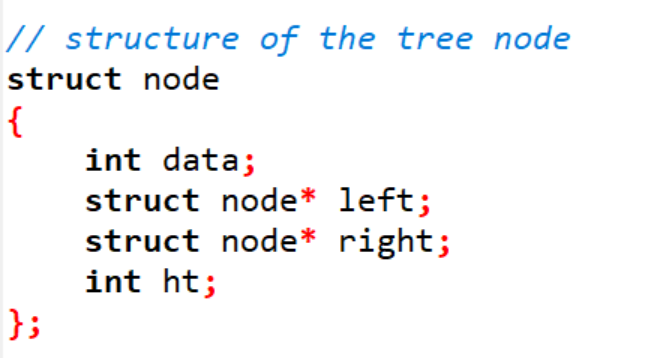 // structure of the tree node
struct node
{
    int data;
    struct node* left;
    struct node* right;
    int ht;
};